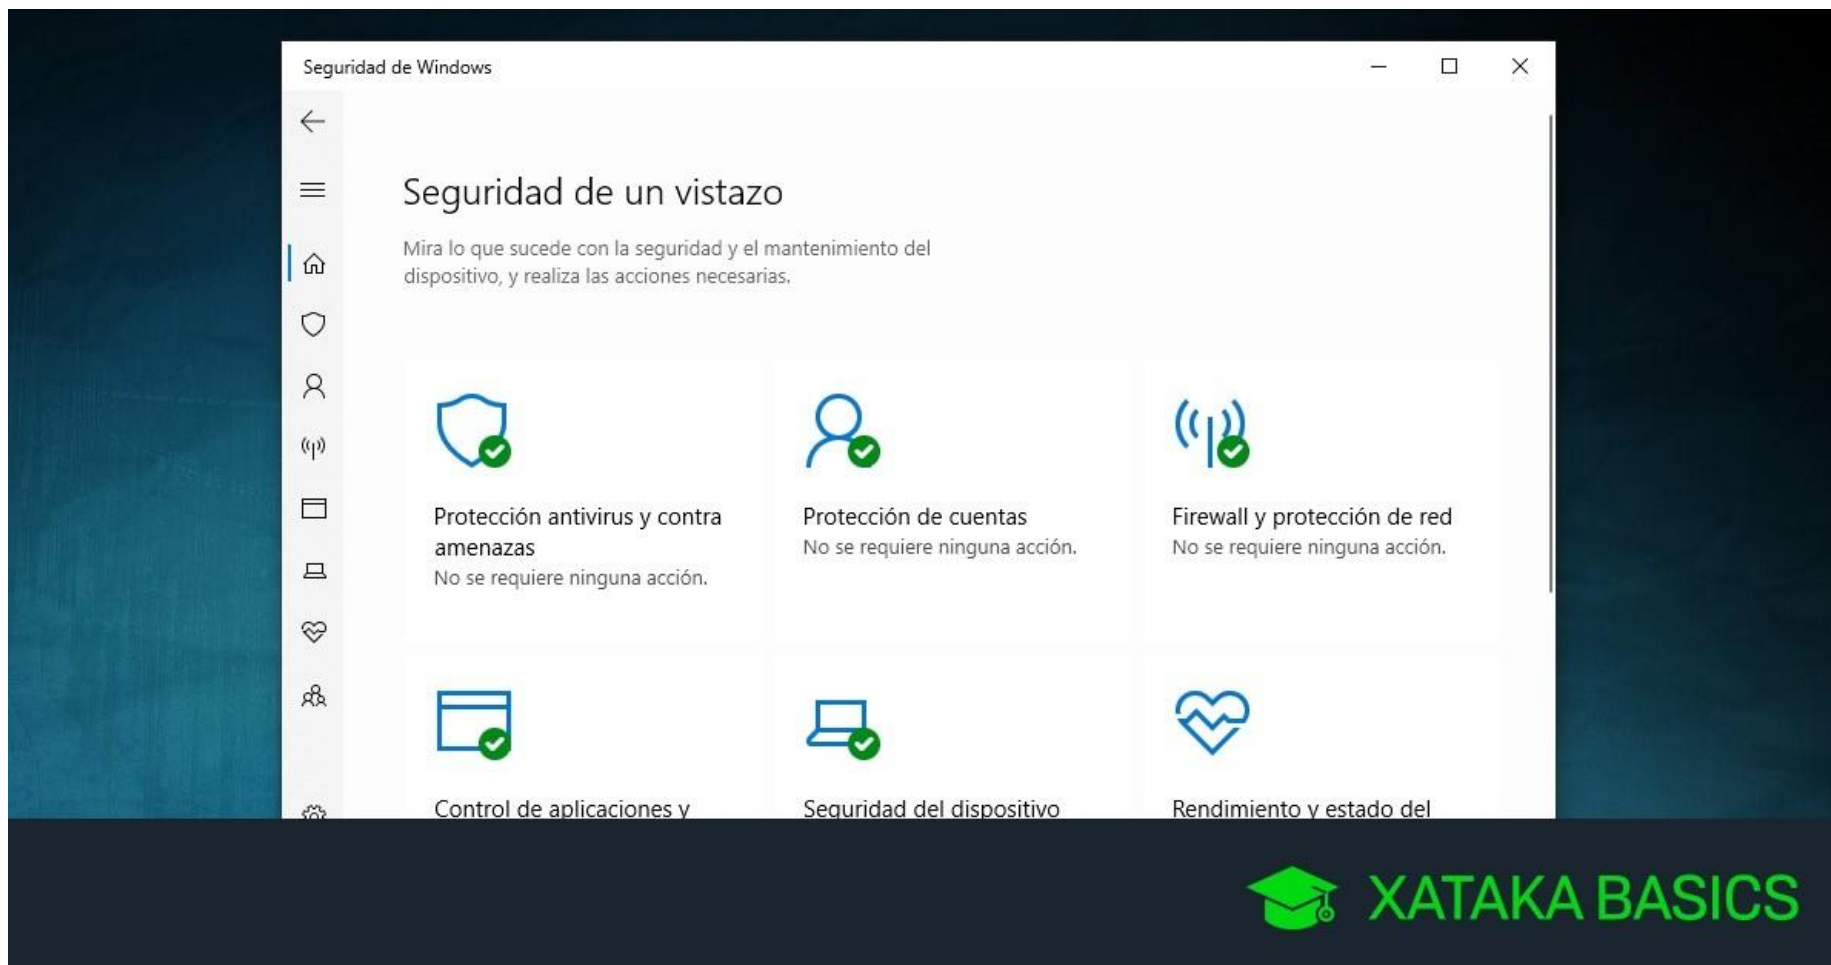 Seguridad de Windows
Seguridad de un vistazo
Mira lo que sucede con la seguridad y el mantenimiento del
dispositivo, y realiza las acciones necesarias.
Protección antivirus y contra
amenazas
No se requiere ninguna acción.
Protección de cuentas
No se requiere ninguna acción.
Firewall y protección de red
No se requiere ninguna acción.
Control de aplicaciones y
Seguridad del dispositivo
Rendimiento y estado del
XATAKA BASICS